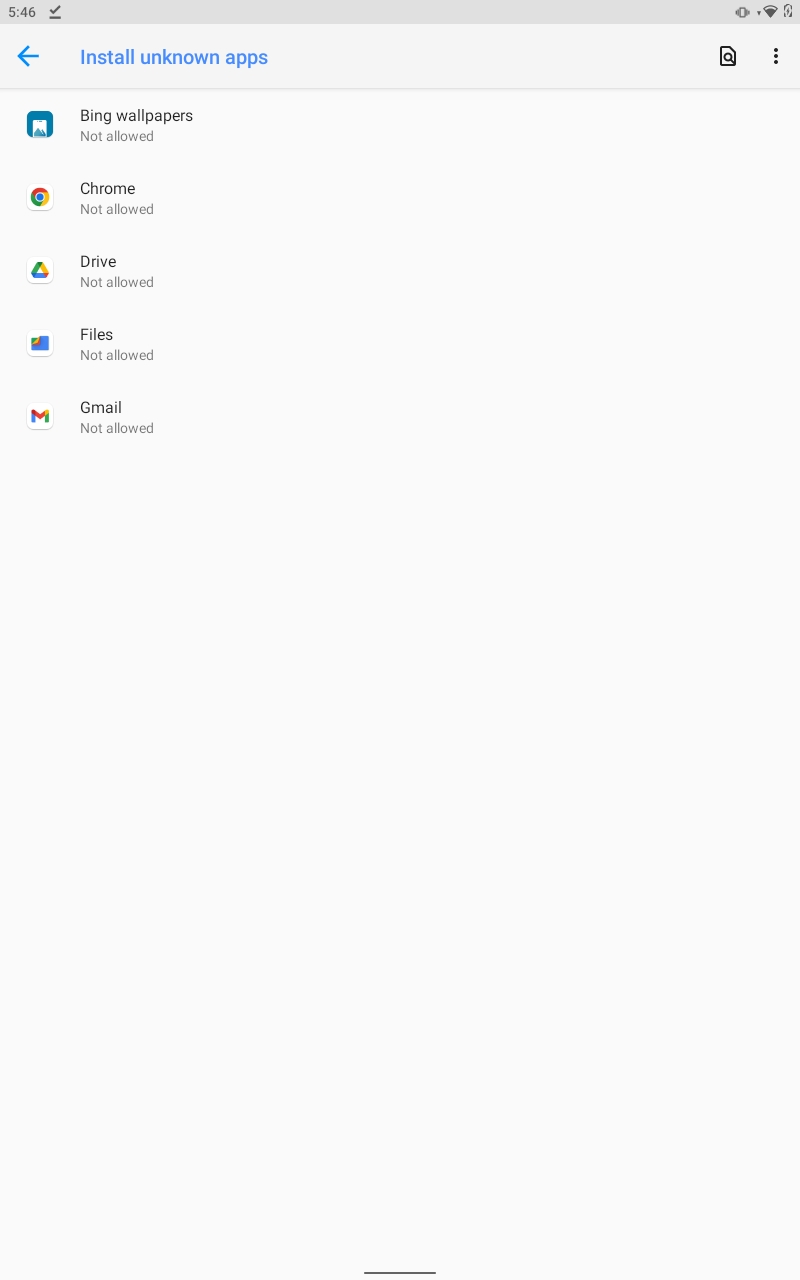 5:46
Install unknown apps
Bing wallpapers
Not allowed
Chrome
Not allowed
Drive
Not allowed
Files
Not allowed
Gmail
Not allowed